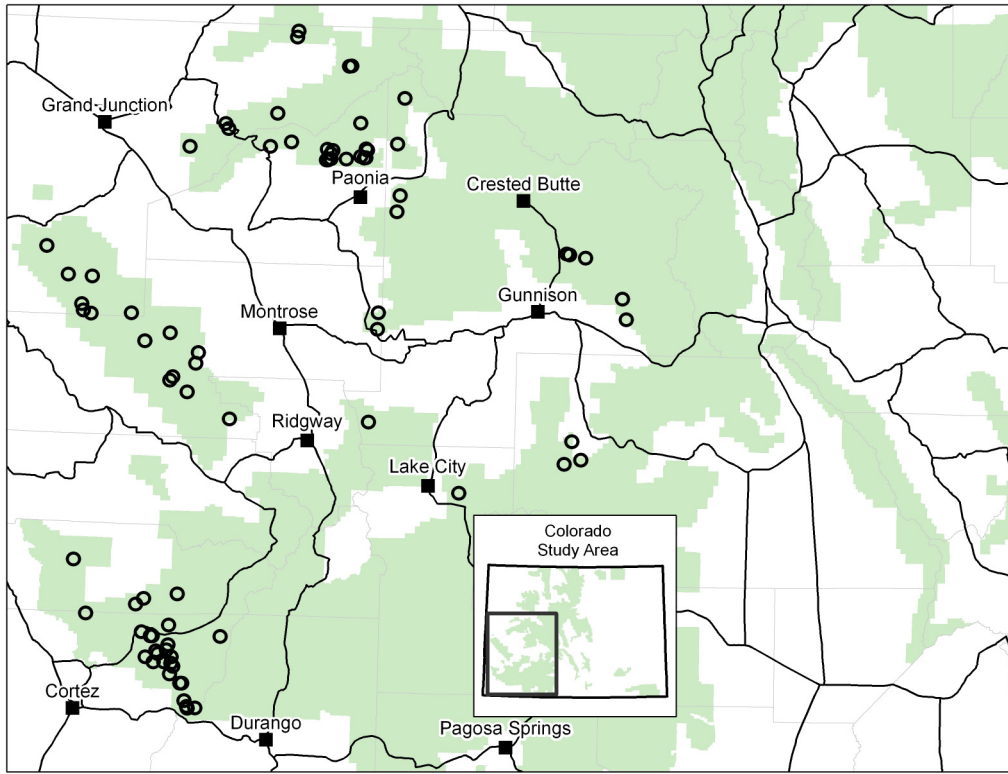 Grand-Junction
Paonia
Crested Butte
Gunnison
Montrose
Ridgway
Lake City
Colorado
Study Area
Cortez
Durango
Pagosa Springs